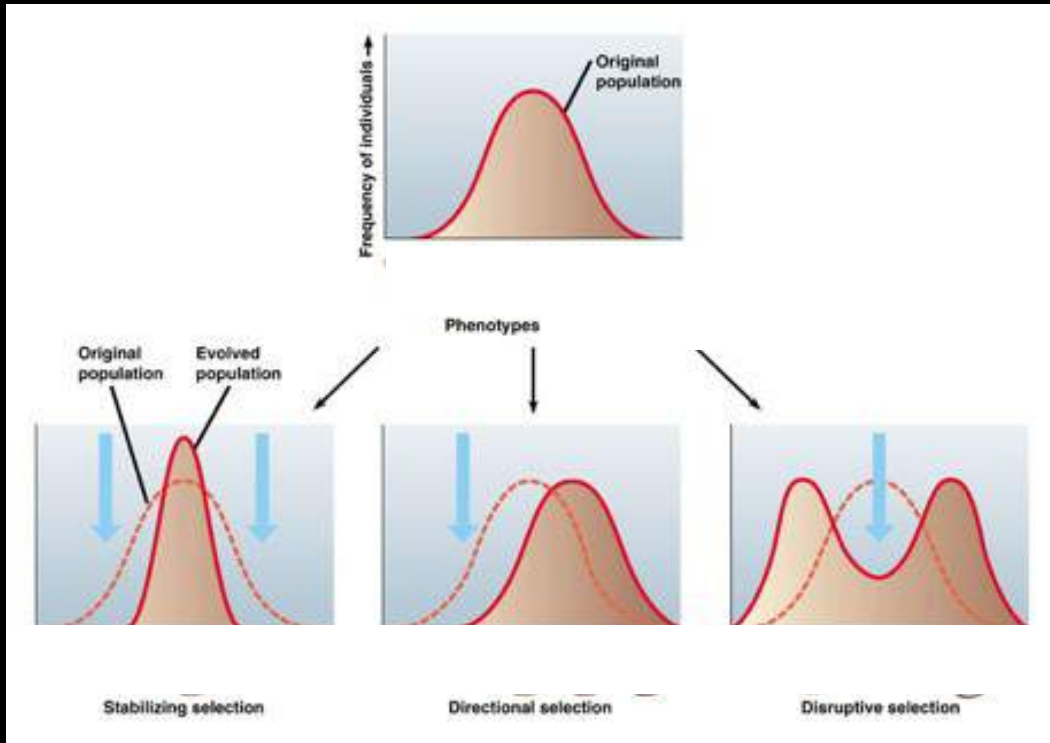 Frequency of individuals
Original
population
Phenotypes
Original
population
Evolved
population
Stabilizing selection
Directional selection
Disruptive selection